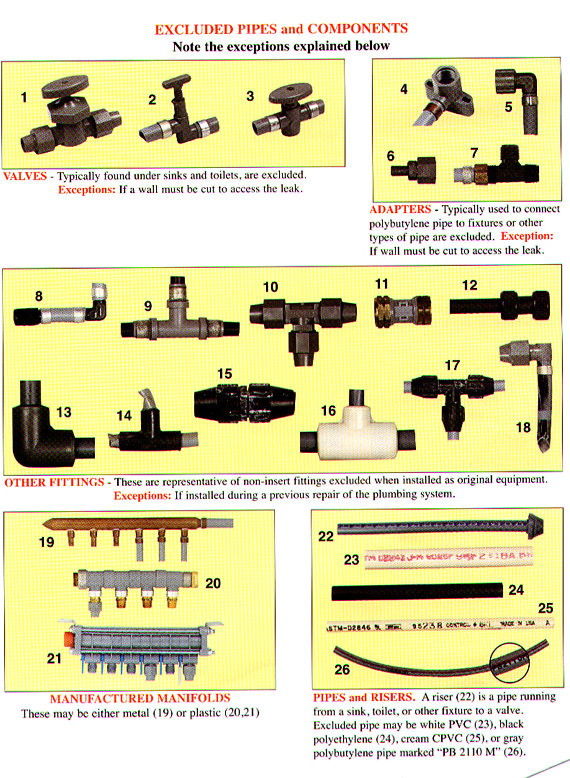 EXCLUDED PIPES and COMPONENTS
Note the exceptions explained below
1
2
3
4
5
6
7
VALVES - Typically found under sinks and toilets, are excluded.
Exceptions: If a wall must be cut to access the leak.
ADAPTERS - Typically used to connect
polybutylene pipe to fixtures or other
types of pipe are excluded. Exception:
If wall must be cut to access the leak.
8
9
10
11
12
13
14
15
16
17
18
OTHER FITTINGS - These are representative of non-insert fittings excluded when installed as original equipment.
Exceptions: If installed during a previous repair of the plumbing system.
19
20
21
MANUFACTURED MANIFOLDS
These may be either metal (19) or plastic (20,21)
22
23
24
25
ASTM-D2846 95238 CONTROL MADE IN USA A
26
PIPES and RISERS. A riser (22) is a pipe running
from a sink, toilet, or other fixture to a valve.
Excluded pipe may be white PVC (23), black
polyethylene (24), cream CPVC (25), or gray
polybutylene pipe marked “PB 2110 M” (26).